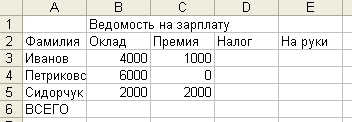 A B C D E
1 Ведомость на зарплату
2 Фамилия Оклад Премия Налог На руки
3 Иванов 4000 1000
4 Петриковс 6000 0
5 Сидорчук 2000 2000
6 ВСЕГО